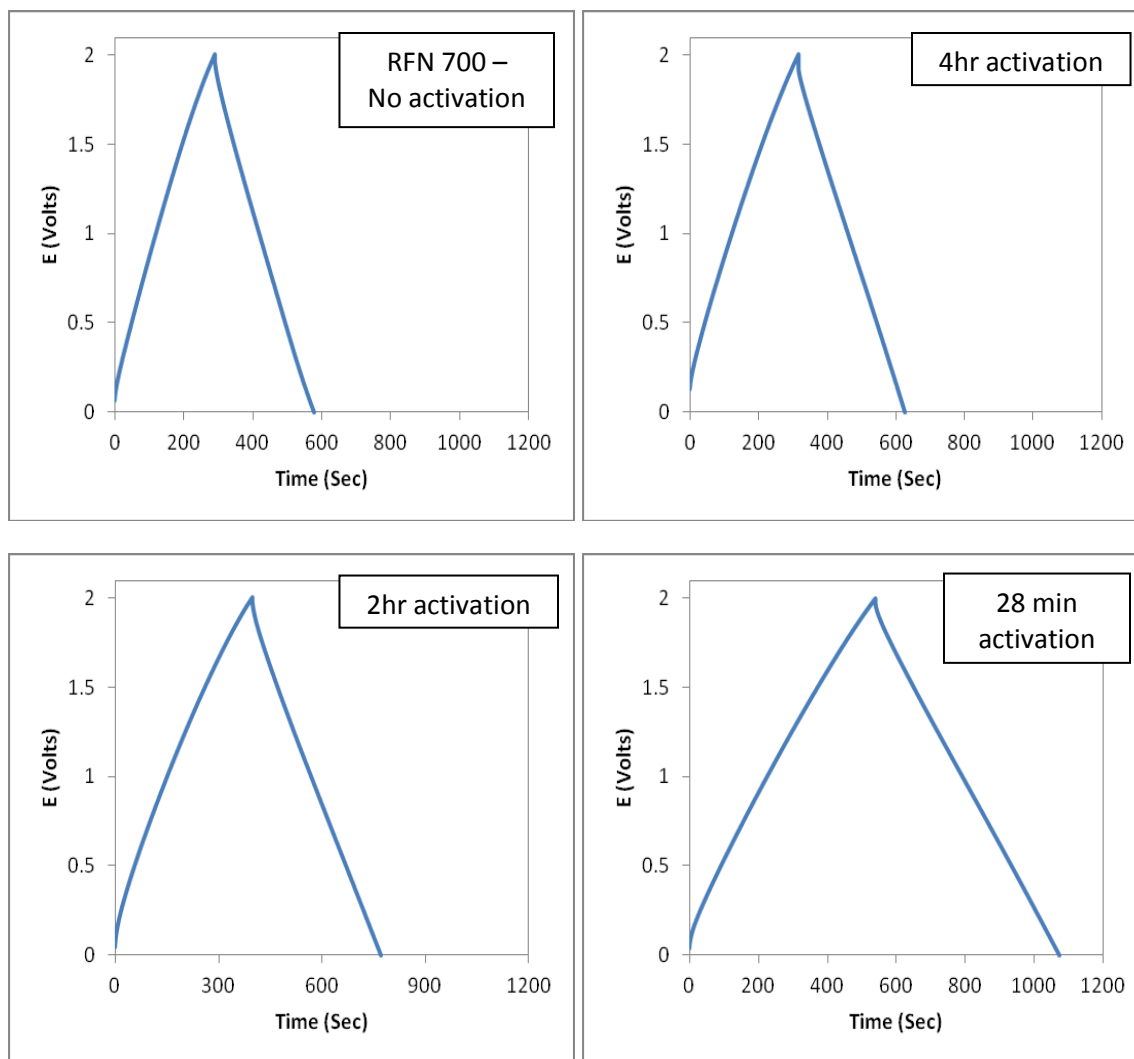 RFN 700 –
No activation
2
1.5
1
0.5
0
E (Volts)
0 200 400 600 800 1000 1200
Time (Sec)
4hr activation
2
1.5
1
0.5
0
E (Volts)
0 200 400 600 800 1000 1200
Time (Sec)
2hr activation
2
1.5
1
0.5
0
E (Volts)
0 300 600 900 1200
Time (Sec)
28 min
activation
2
1.5
1
0.5
0
E (Volts)
0 200 400 600 800 1000 1200
Time (Sec)